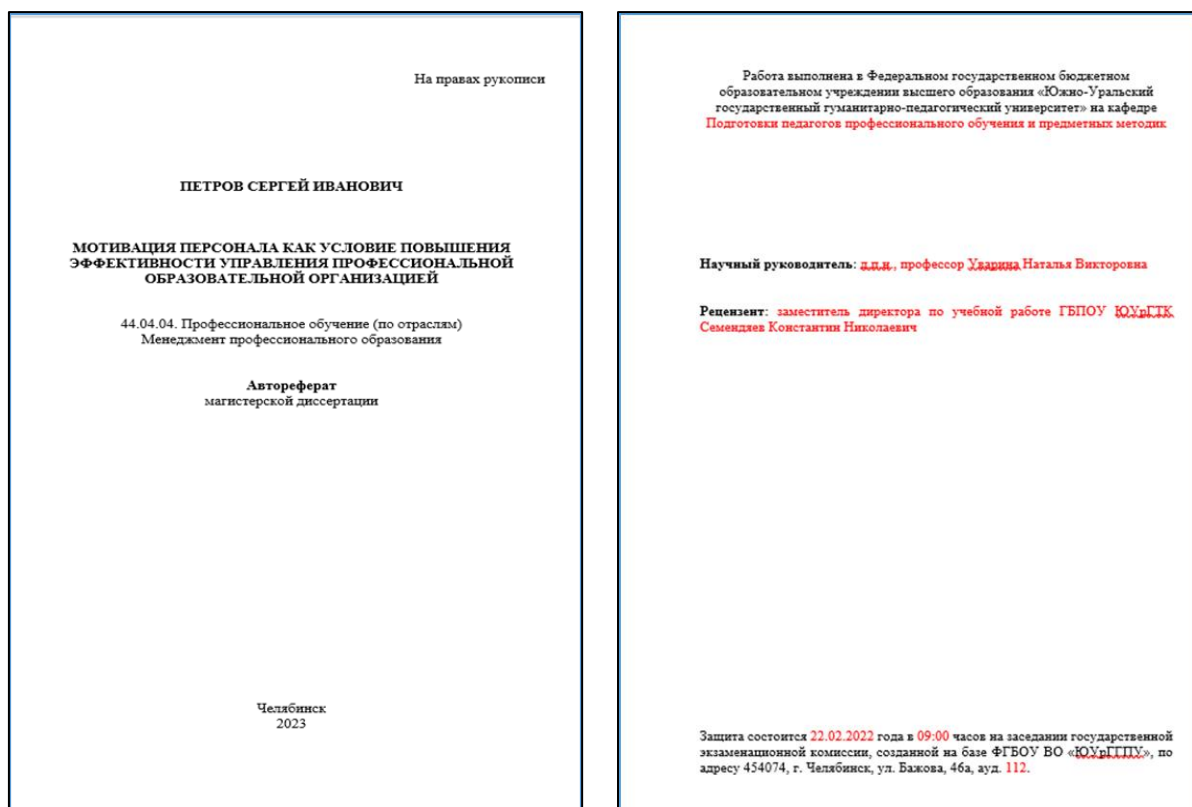 На правах рукописи
ПЕТРОВ СЕРГЕЙ ИВАНОВИЧ
МОТИВАЦИЯ ПЕРСОНАЛА КАК УСЛОВИЕ ПОВЫШЕНИЯ
ЭФФЕКТИВНОСТИ УПРАВЛЕНИЯ ПРОФЕССИОНАЛЬНОЙ
ОБРАЗОВАТЕЛЬНОЙ ОРГАНИЗАЦИЕЙ
44.04.04. Профессиональное обучение (по отраслям)
Менеджмент профессионального образования
Автореферат
магистерской диссертации
Челябинск
2023
Работа выполнена в Федеральном государственном бюджетном
образовательном учреждении высшего образования «Южно-Уральский
государственный гуманитарно-педагогический университет» на кафедре
Подготовки педагогов профессионального обучения и предметных методик
Научный руководитель: д.п.н., профессор Уварина Наталья Викторовна
Рецензент: заместитель директора по учебной работе ГБПОУ ЮУрГТК
Семендяев Константин Николаевич
Защита состоится 22.02.2022 года в 09:00 часов на заседании государственной
экзаменационной комиссии, созданной на базе ФГБОУ ВО «ЮУрГГПУ», по
адресу 454074, г. Челябинск, ул. Бажова, 46а, ауд. 112.